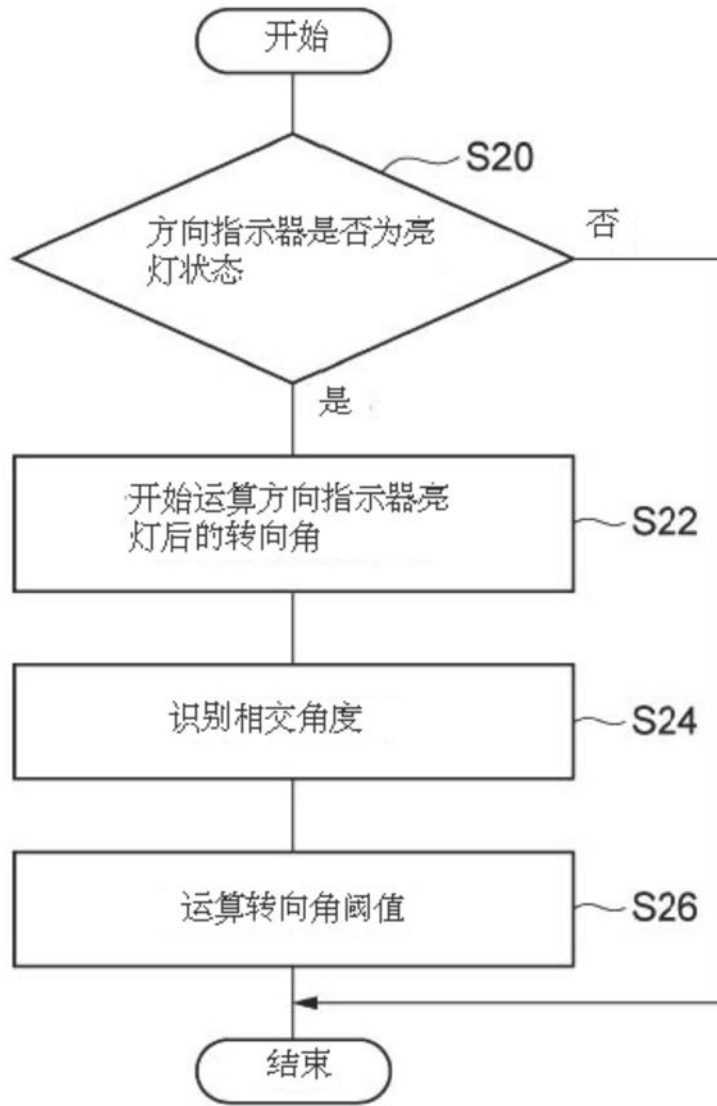 开始
S20
方向指示器是否为亮
灯状态
否
是
开始运算方向指示器亮
灯后的转向角
S22
识别相交角度
S24
运算转向角阈值
S26
结束